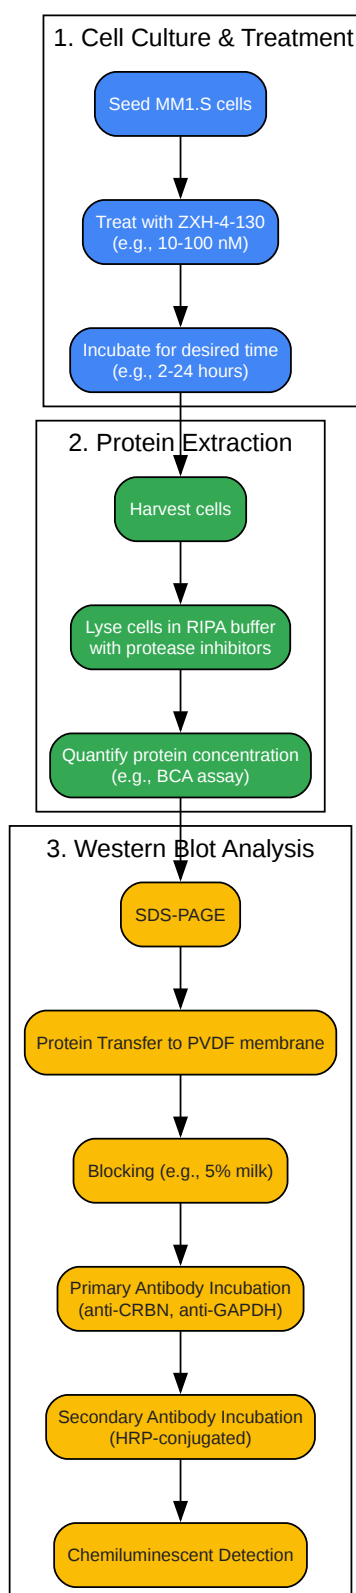 1. Cell Culture & Treatment
Seed MM1.S cells
Treat with ZXH-4-130
(e.g., 10-100 nM)
Incubate for desired time
(e.g., 2-24 hours)
2. Protein Extraction
Harvest cells
Lyse cells in RIPA buffer
with protease inhibitors
Quantify protein concentration
(e.g., BCA assay)
3. Western Blot Analysis
SDS-PAGE
Protein Transfer to PVDF membrane
Blocking (e.g., 5% milk)
Primary Antibody Incubation
(anti-CRBN, anti-GAPDH)
Secondary Antibody Incubation
(HRP-conjugated)
Chemiluminescent Detection